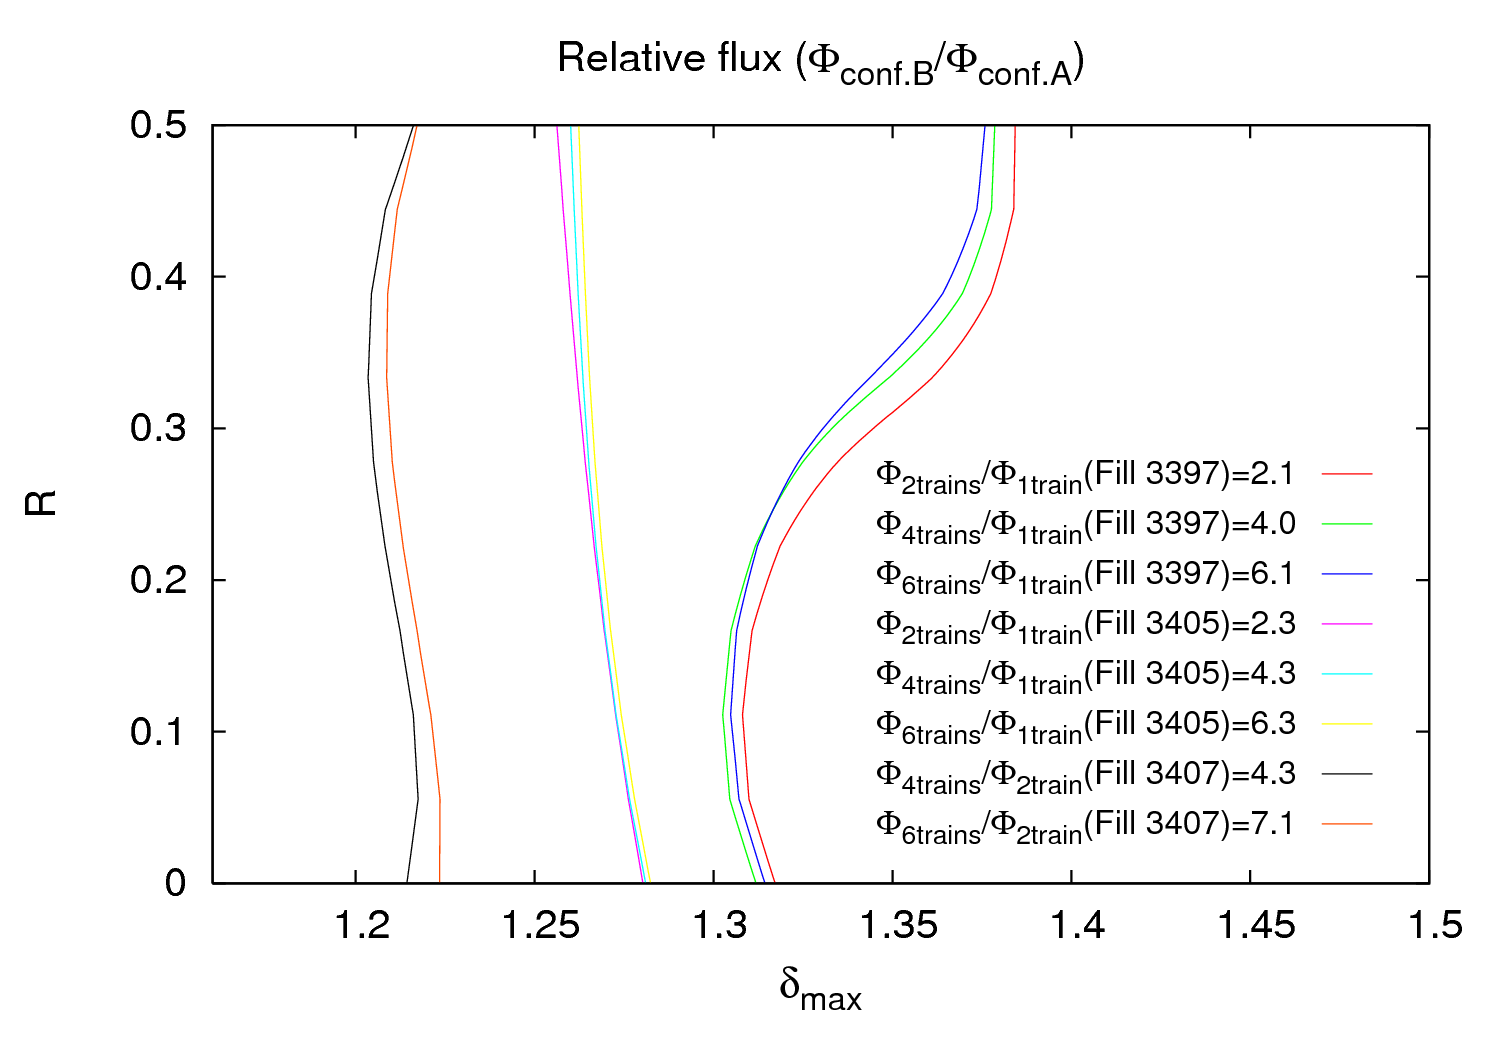 Relative flux (Φconf.B/Φconf.A)
0.5
0.4
0.3
0.2
0.1
0
R
Φ2trains/Φ1train(Fill 3397)=2.1
Φ4trains/Φ1train(Fill 3397)=4.0
Φ6trains/Φ1train(Fill 3397)=6.1
Φ2trains/Φ1train(Fill 3405)=2.3
Φ4trains/Φ1train(Fill 3405)=4.3
Φ6trains/Φ1train(Fill 3405)=6.3
Φ4trains/Φ2train(Fill 3407)=4.3
Φ6trains/Φ2train(Fill 3407)=7.1
1.2 1.25 1.3 1.35 1.4 1.45 1.5
δmax